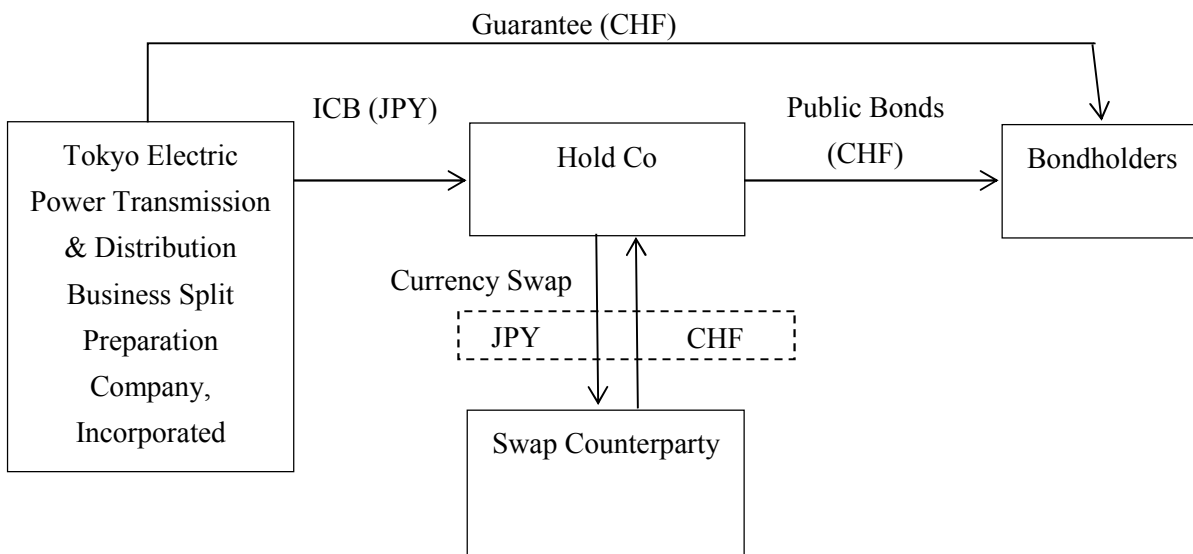 Guarantee (CHF)
ICB (JPY)
Public Bonds
(CHF)
Tokyo Electric
Power Transmission
& Distribution
Business Split
Preparation
Company,
Incorporated
Hold Co
Bondholders
Currency Swap
JPY
CHF
Swap Counterparty